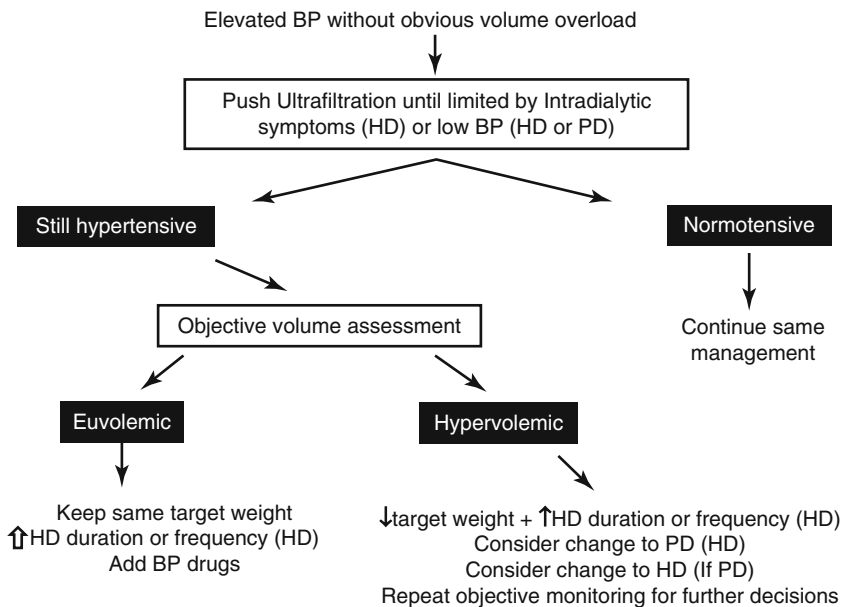 Elevated BP without obvious volume overload
Push Ultrafiltration until limited by Intradialytic
symptoms (HD) or low BP (HD or PD)
Still hypertensive
Normotensive
Objective volume assessment
Continue same
management
Euvolemic
Hypervolemic
Keep same target weight
⇧HD duration or frequency (HD)
Add BP drugs
↓target weight + ↑HD duration or frequency (HD)
Consider change to PD (HD)
Consider change to HD (If PD)
Repeat objective monitoring for further decisions